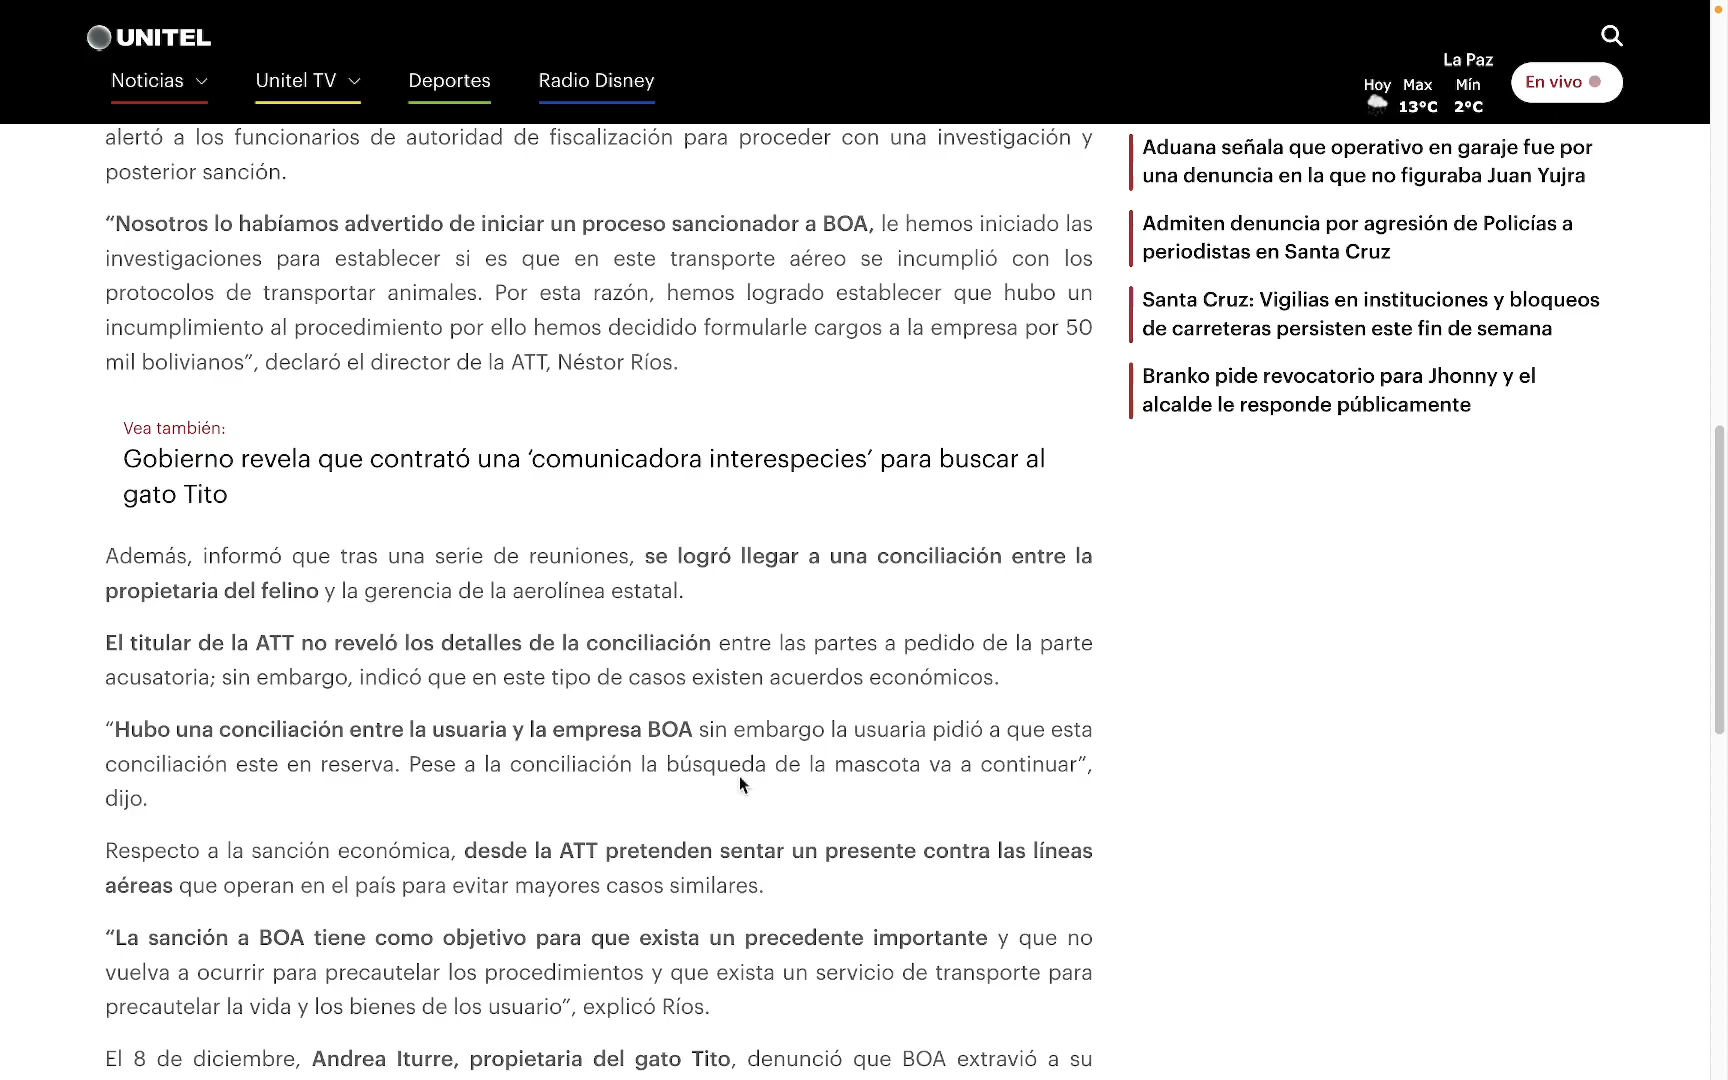 UNITEL
Noticias
Unitel TV
Deportes
Radio Disney
La Paz
Hoy Max Mín
13°C 2°C
En vivo
alertó a los funcionarios de autoridad de fiscalización para proceder con una investigación y
posterior sanción.
“Nosotros lo habíamos advertido de iniciar un proceso sancionador a BOA, le hemos iniciado las
investigaciones para establecer si es que en este transporte aéreo se incumplió con los
protocolos de transportar animales. Por esta razón, hemos logrado establecer que hubo un
incumplimiento al procedimiento por ello hemos decidido formularle cargos a la empresa por 50
mil bolivianos”, declaró el director de la ATT, Néstor Ríos.
Vea también:
Gobierno revela que contrató una ‘comunicadora interespecies’ para buscar al
gato Tito
Además, informó que tras una serie de reuniones, se logró llegar a una conciliación entre la
propietaria del felino y la gerencia de la aerolínea estatal.
El titular de la ATT no reveló los detalles de la conciliación entre las partes a pedido de la parte
acusatoria; sin embargo, indicó que en este tipo de casos existen acuerdos económicos.
“Hubo una conciliación entre la usuaria y la empresa BOA sin embargo la usuaria pidió a que esta
conciliación este en reserva. Pese a la conciliación la búsqueda de la mascota va a continuar”,
dijo.
Respecto a la sanción económica, desde la ATT pretenden sentar un presente contra las líneas
aéreas que operan en el país para evitar mayores casos similares.
“La sanción a BOA tiene como objetivo para que exista un precedente importante y que no
vuelva a ocurrir para precautelar los procedimientos y que exista un servicio de transporte para
precautelar la vida y los bienes de los usuario”, explicó Ríos.
El 8 de diciembre, Andrea Iturre, propietaria del gato Tito, denunció que BOA extravió a su
Aduana señala que operativo en garaje fue por
una denuncia en la que no figuraba Juan Yujra
Admiten denuncia por agresión de Policías a
periodistas en Santa Cruz
Santa Cruz: Vigilias en instituciones y bloqueos
de carreteras persisten este fin de semana
Branko pide revocatorio para Jhonny y el
alcalde le responde públicamente